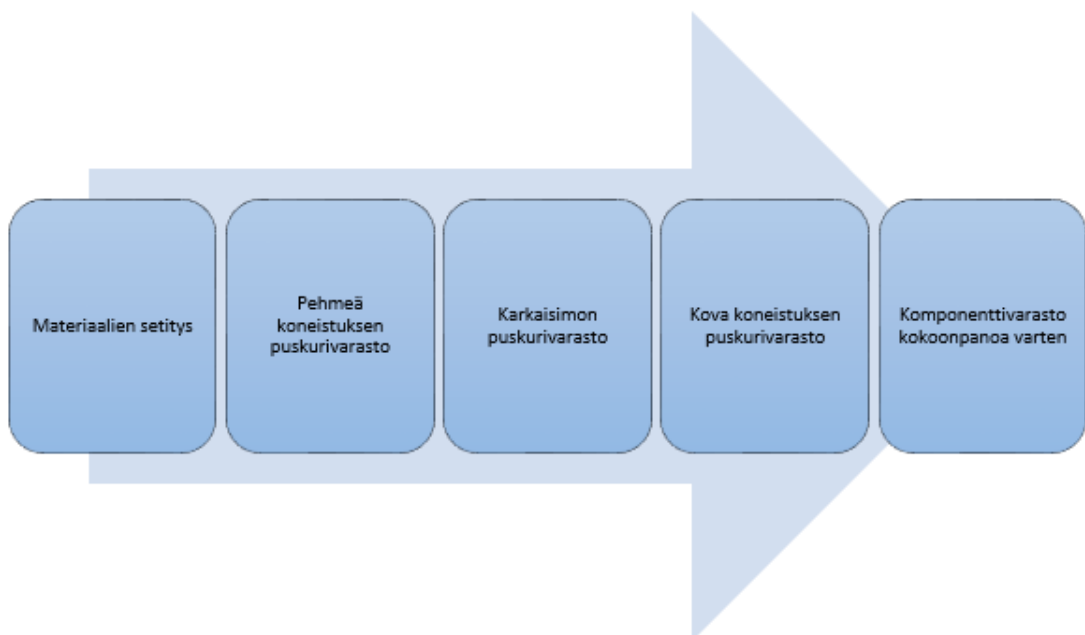 Materiaalien setitys
Pehmeä
koneistuksen
puskurivarasto
Karkaisimon
puskurivarasto
Kova koneistuksen
puskurivarasto
Komponenttivarasto
kokoonpanoa varten